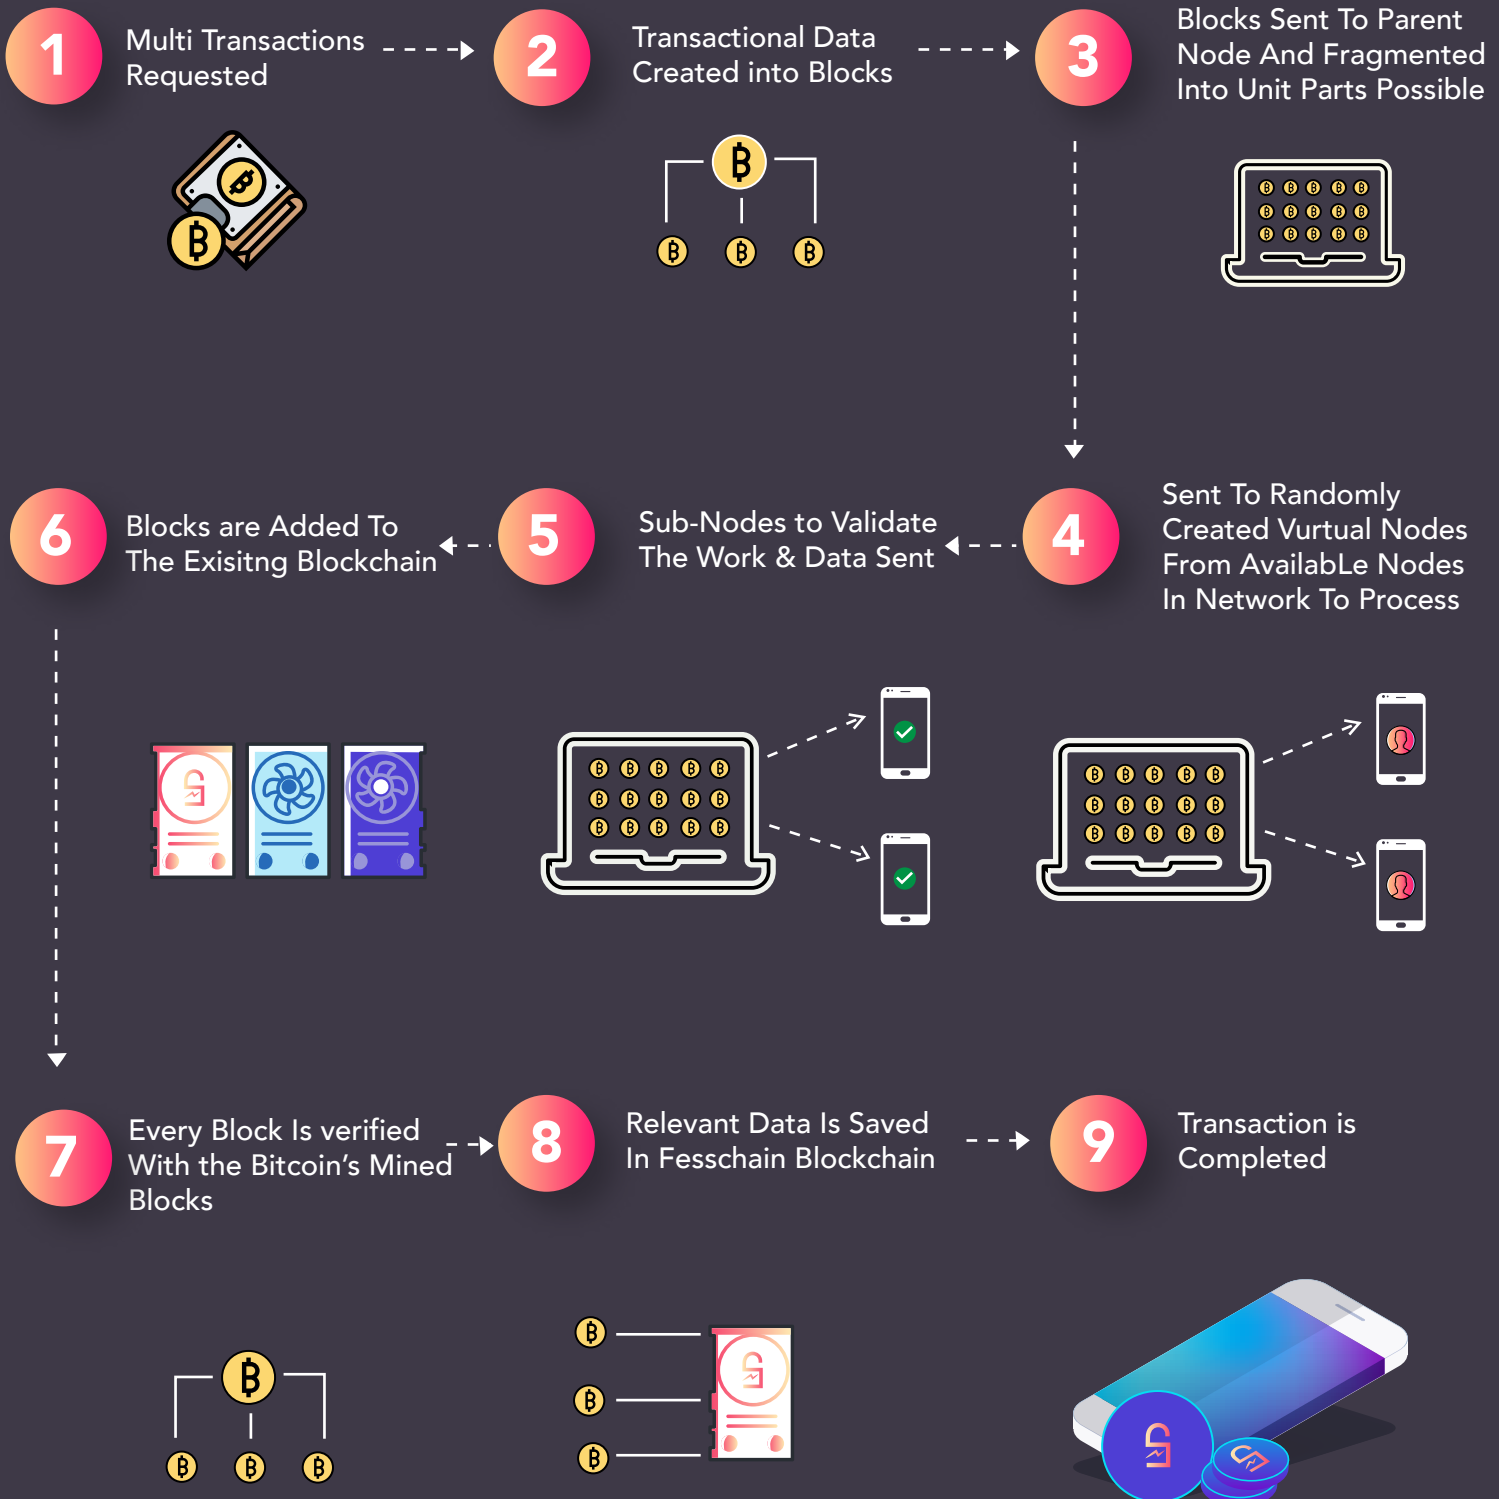 1
Multi Transactions
Requested
2
Transactional Data
Created into Blocks
3
Blocks Sent To Parent
Node And Fragmented
Into Unit Parts Possible
4
Sent To Randomly
Created Vurtual Nodes
From AvailabLe Nodes
In Network To Process
5
Sub-Nodes to Validate
The Work & Data Sent
6
Blocks are Added To
The Exisitng Blockchain
7
Every Block Is verified
With the Bitcoin’s Mined
Blocks
8
Relevant Data Is Saved
In Fesschain Blockchain
9
Transaction is
Completed